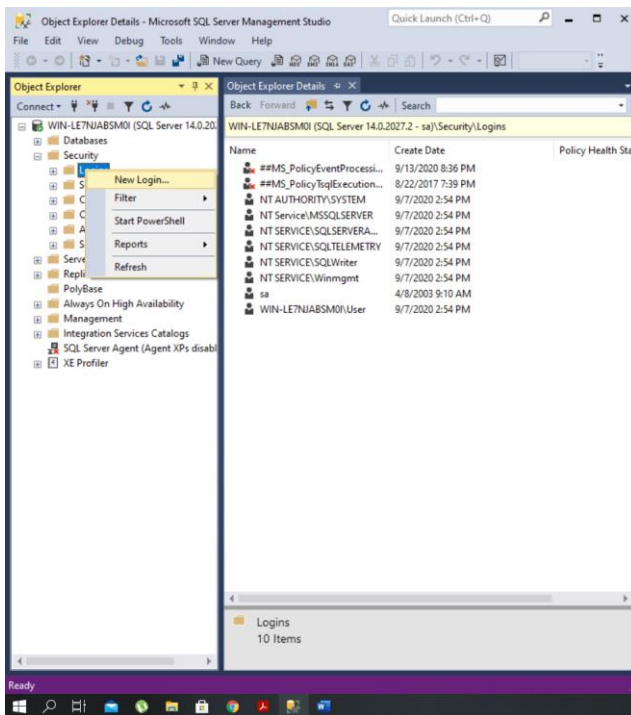 Object Explorer Details - Microsoft SQL Server Management Studio
Quick Launch (Ctrl+Q)
File Edit View Debug Tools Window Help
New Query
Object Explorer
Connect
WIN-LE7NJABSM0I (SQL Server 14.0.20
Databases
Security
New Login...
Filter
Start PowerShell
Reports
Refresh
S
C
C
A
S
Serve
Repli
PolyBase
Always On High Availability
Management
Integration Services Catalogs
SQL Server Agent (Agent XPs disabl
XE Profiler
Object Explorer Details
Back Forward Search
WIN-LE7NJABSM0I (SQL Server 14.0.2027.2 - sa)\Security\Logins
Name Create Date Policy Health Sta
##MS_PolicyEventProcessi... 9/13/2020 8:36 PM
##MS_PolicyTsqlExecution... 8/22/2017 7:39 PM
NT AUTHORITY\SYSTEM 9/7/2020 2:54 PM
NT Service\MSSQLSERVER 9/7/2020 2:54 PM
NT SERVICE\SQLSERVERA... 9/7/2020 2:54 PM
NT SERVICE\SQLTELEMETRY 9/7/2020 2:54 PM
NT SERVICE\SQLWriter 9/7/2020 2:54 PM
NT SERVICE\Winmgmt 9/7/2020 2:54 PM
sa 4/8/2003 9:10 AM
WIN-LE7NJABSM0I\User 9/7/2020 2:54 PM
Logins
10 Items
Ready